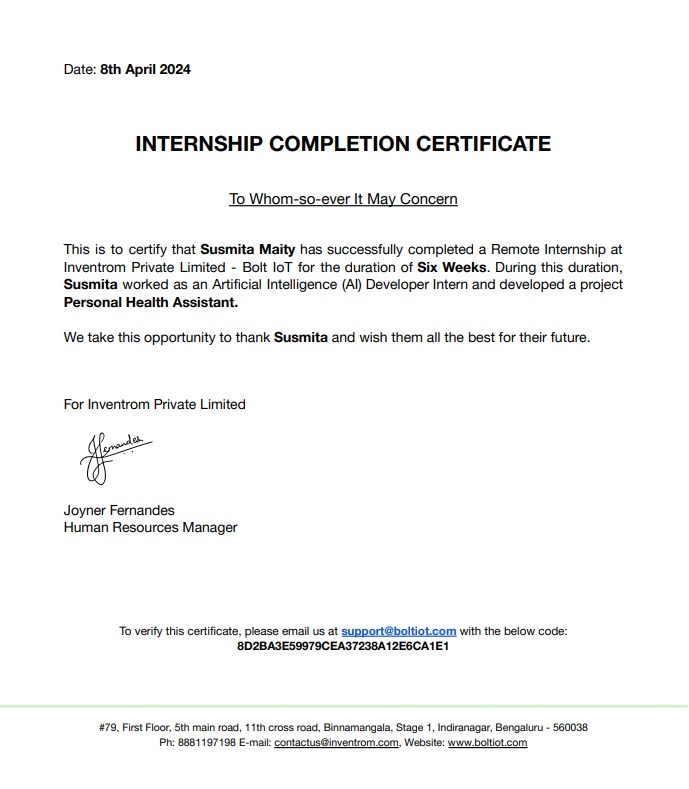 Date: 8th April 2024
INTERNSHIP COMPLETION CERTIFICATE
To Whom-so-ever It May Concern
This is to certify that Susmita Maity has successfully completed a Remote Internship at
Inventrom Private Limited - Bolt IoT for the duration of Six Weeks. During this duration,
Susmita worked as an Artificial Intelligence (AI) Developer Intern and developed a project
Personal Health Assistant.
We take this opportunity to thank Susmita and wish them all the best for their future.
For Inventrom Private Limited
JFernandes
Joyner Fernandes
Human Resources Manager
To verify this certificate, please email us at support@boltiot.com with the below code:
8D2BA3E59979CEA37238A12E6CA1E1
#79, First Floor, 5th main road, 11th cross road, Binnamangala, Stage 1, Indiranagar, Bengaluru - 560038
Ph: 8881197198 E-mail: contactus@inventrom.com, Website: www.boltiot.com